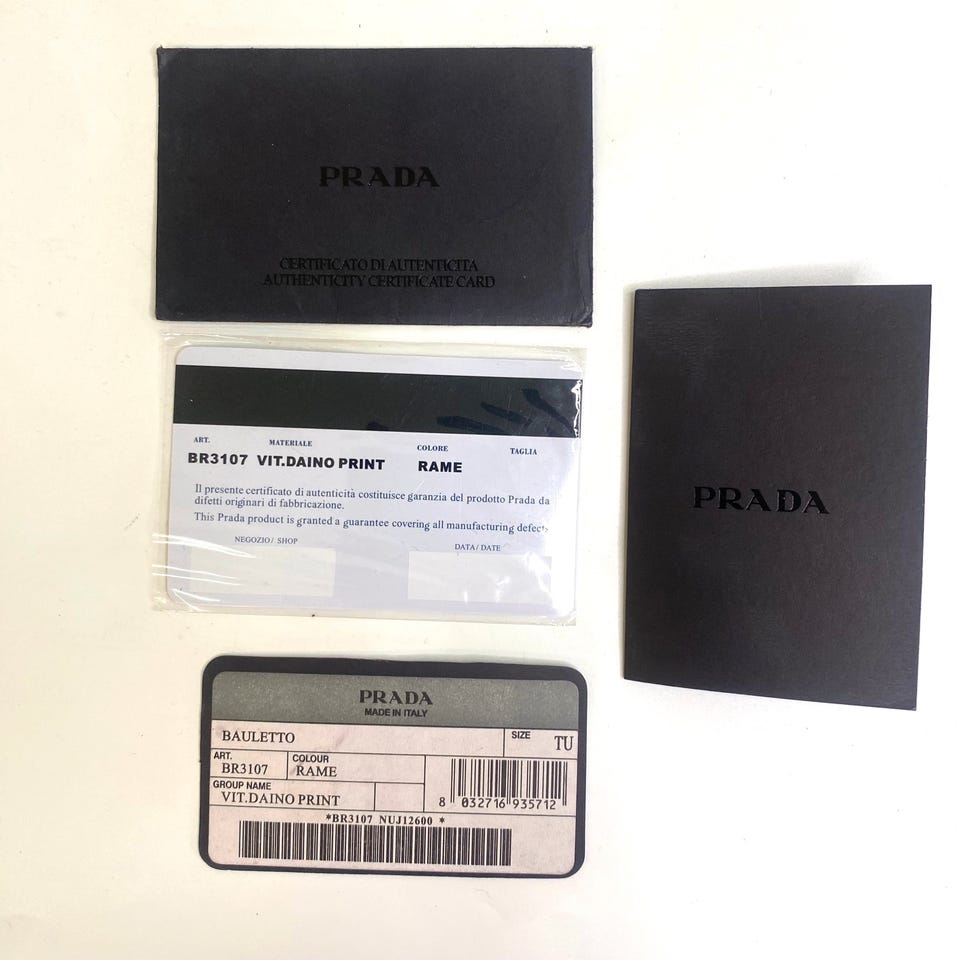 PRADA
CERTIFICATO DI AUTENTICITA
AUTHENTICITY CERTIFICATE CARD
ART. MATERIALE COLORE TAGLIA
BR3107 VIT.DAINO PRINT RAME
Il presente certificato di autenticità costituisce garanzia del prodotto Prada da
difetti originari di fabbricazione.
This Prada product is granted a guarantee covering all manufacturing defects
NEGOZIO/ SHOP DATA/ DATE
PRADA
PRADA
MADE IN ITALY
BAULETTO SIZE TU
ART. COLOUR
BR3107 RAME
GROUP NAME
VIT.DAINO PRINT
8 032716 935712
*BR3107 NUJ12600 *